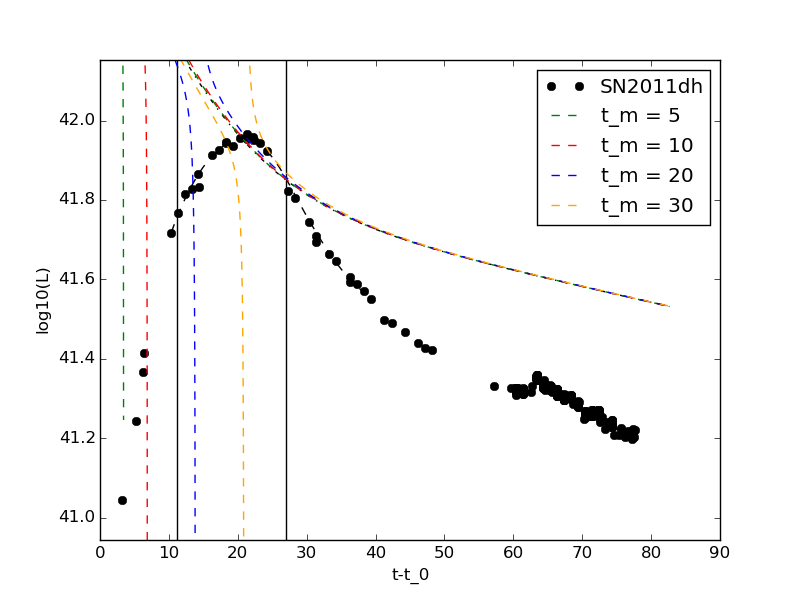 SN2011dh
t_m = 5
t_m = 10
t_m = 20
t_m = 30
42.0
41.8
41.6
41.4
41.2
41.0
log10(L)
0 10 20 30 40 50 60 70 80 90
t-t_0